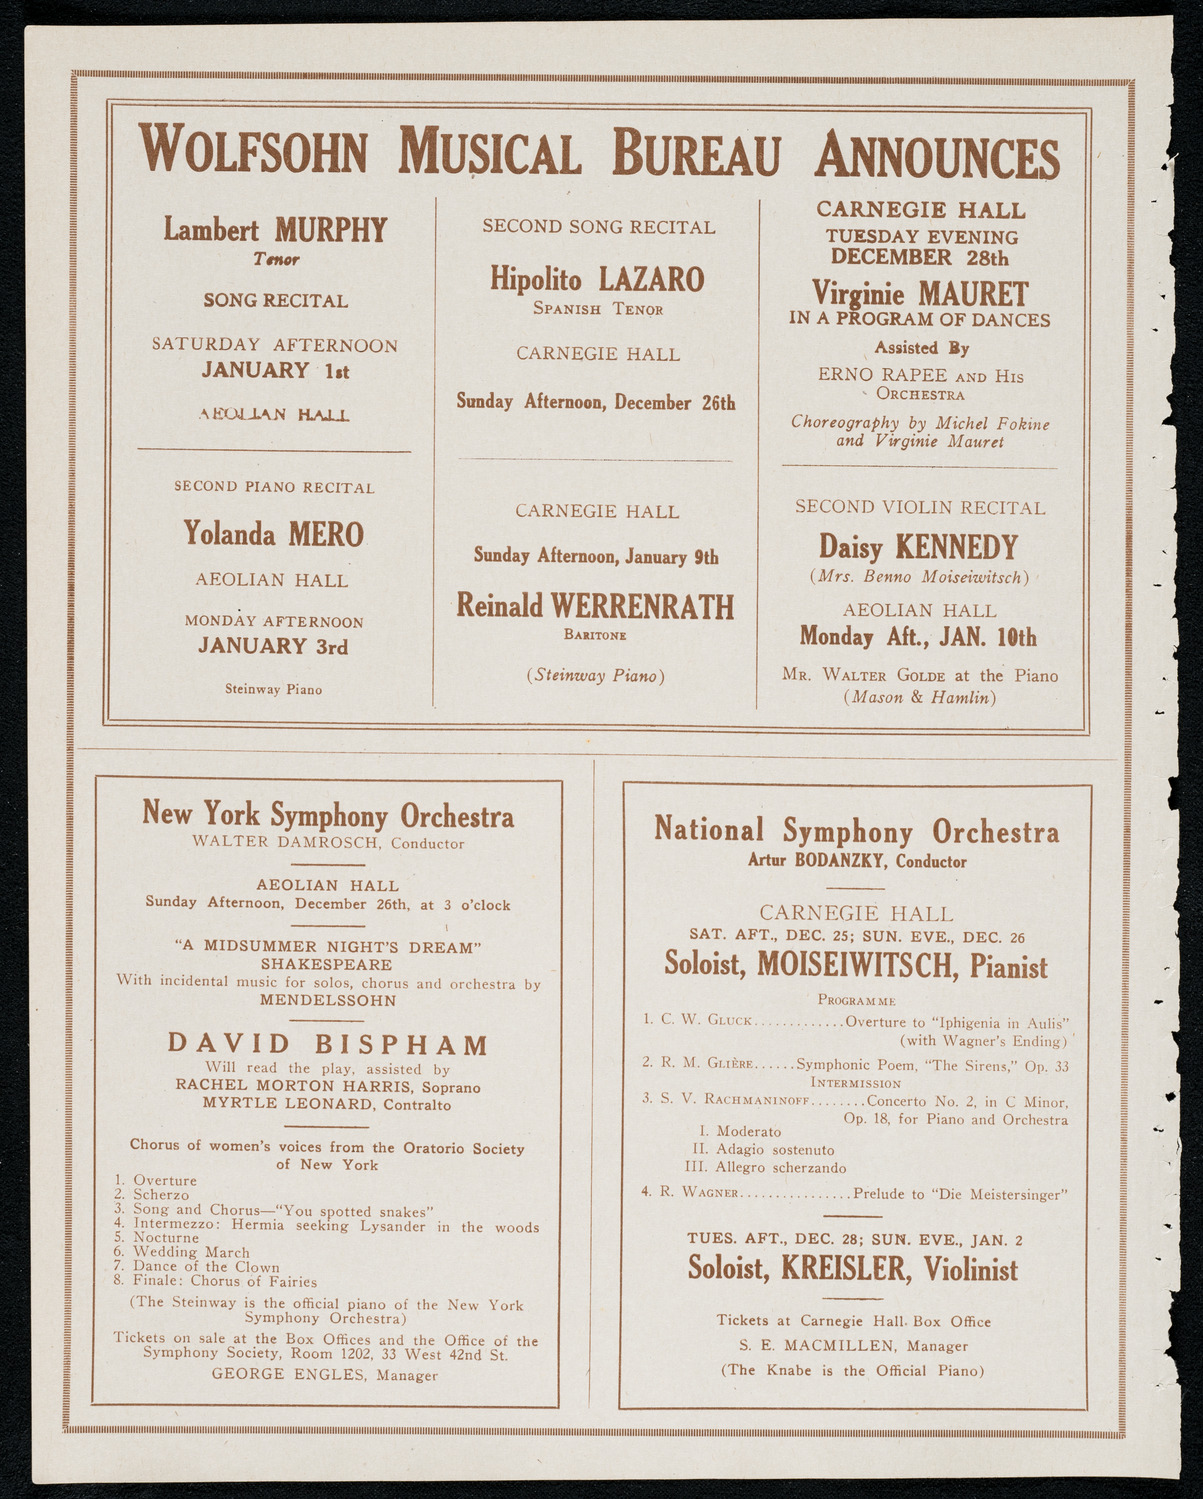 WOLFSOHN MUSICAL BUREAU ANNOUNCES
Lambert MURPHY
Tenor
SONG RECITAL
SATURDAY AFTERNOON
JANUARY 1st
AEOLIAN HALL
SECOND PIANO RECITAL
Yolanda MERO
AEOLIAN HALL
MONDAY AFTERNOON
JANUARY 3rd
Steinway Piano
SECOND SONG RECITAL
Hipolito LAZARO
SPANISH TENOR
CARNEGIE HALL
Sunday Afternoon, December 26th
CARNEGIE HALL
Sunday Afternoon, January 9th
Reinald WERRENRATH
BARITONE
(Steinway Piano)
CARNEGIE HALL
TUESDAY EVENING
DECEMBER 28th
Virginie MAURET
IN A PROGRAM OF DANCES
Assisted By
ERNO RAPEE AND HIS
ORCHESTRA
Choreography by Michel Fokine
and Virginie Mauret
SECOND VIOLIN RECITAL
Daisy KENNEDY
(Mrs. Benno Moiseiwitsch)
AEOLIAN HALL
Monday Aft., JAN. 10th
MR. WALTER GOLDE at the Piano
(Mason & Hamlin)
New York Symphony Orchestra
WALTER DAMROSCH, Conductor
AEOLIAN HALL
Sunday Afternoon, December 26th, at 3 o'clock
"A MIDSUMMER NIGHT'S DREAM"
SHAKESPEARE
With incidental music for solos, chorus and orchestra by
MENDELSSOHN
DAVID BISPHAM
Will read the play, assisted by
RACHEL MORTON HARRIS, Soprano
MYRTLE LEONARD, Contralto
Chorus of women's voices from the Oratorio Society
of New York
1. Overture
2. Scherzo
3. Song and Chorus—"You spotted snakes"
4. Intermezzo: Hermia seeking Lysander in the woods
5. Nocturne
6. Wedding March
7. Dance of the Clown
8. Finale: Chorus of Fairies
(The Steinway is the official piano of the New York
Symphony Orchestra)
Tickets on sale at the Box Offices and the Office of the
Symphony Society, Room 1202, 33 West 42nd St.
GEORGE ENGLES, Manager
National Symphony Orchestra
Artur BODANZKY, Conductor
CARNEGIE HALL
SAT. AFT., DEC. 25; SUN. EVE., DEC. 26
Soloist, MOISEIWITSCH, Pianist
PROGRAMME
1. C. W. GLUCK.............Overture to "Iphigenia in Aulis"
(with Wagner's Ending)
2. R. M. GLIÈRE......Symphonic Poem, "The Sirens," Op. 33
INTERMISSION
3. S. V. RACHMANINOFF........Concerto No. 2, in C Minor,
Op. 18, for Piano and Orchestra
I. Moderato
II. Adagio sostenuto
III. Allegro scherzando
4. R. WAGNER................Prelude to "Die Meistersinger"
TUES. AFT., DEC. 28; SUN. EVE., JAN. 2
Soloist, KREISLER, Violinist
Tickets at Carnegie Hall Box Office
S. E. MACMILLEN, Manager
(The Knabe is the Official Piano)